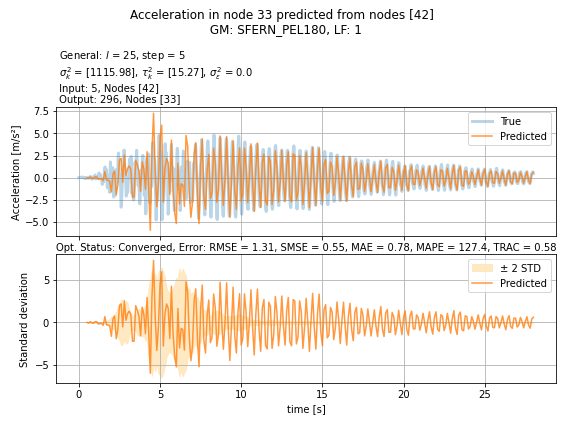 Acceleration in node 33 predicted from nodes [42]
GM: SFERN_PEL180, LF: 1
General: l = 25, step = 5
σ²ₖ = [1115.98], τ²ₖ = [15.27], σ²ε = 0.0
Input: 5, Nodes [42]
Output: 296, Nodes [33]
Acceleration [m/s²]
7.5
5.0
2.5
0.0
−2.5
−5.0
True
Predicted
Opt. Status: Converged, Error: RMSE = 1.31, SMSE = 0.55, MAE = 0.78, MAPE = 127.4, TRAC = 0.58
Standard deviation
5
0
−5
± 2 STD
Predicted
0 5 10 15 20 25
time [s]